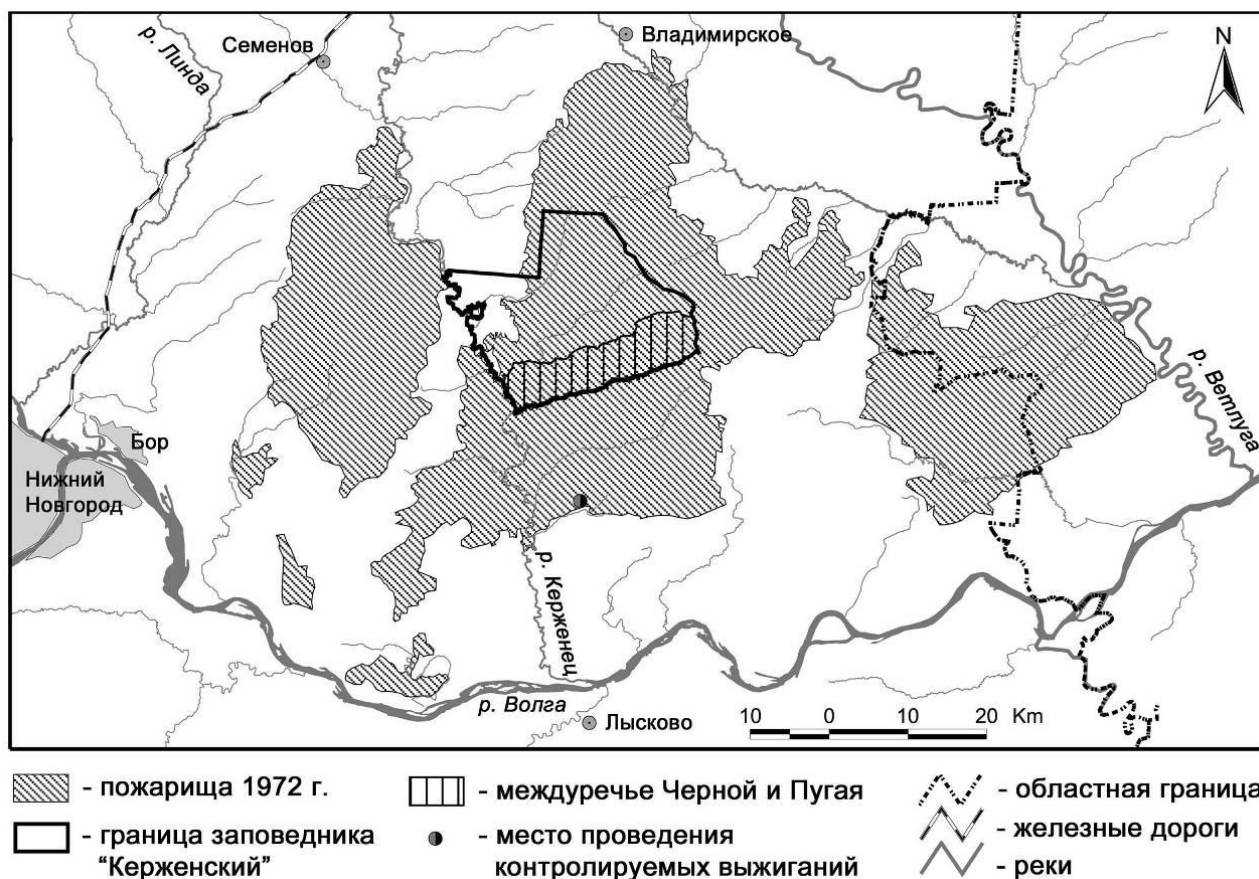 Семенов
Владимирское
N
р. Линда
р. Ветлуга
Бор
Нижний
Новгород
р. Керженец
р. Волга
Лысково
10 0 10 20 Km
- пожарища 1972 г.
- междуречье Черной и Пугая
- областная граница
- граница заповедника
“Керженский”
- место проведения
контролируемых выжиганий
- железные дороги
- реки